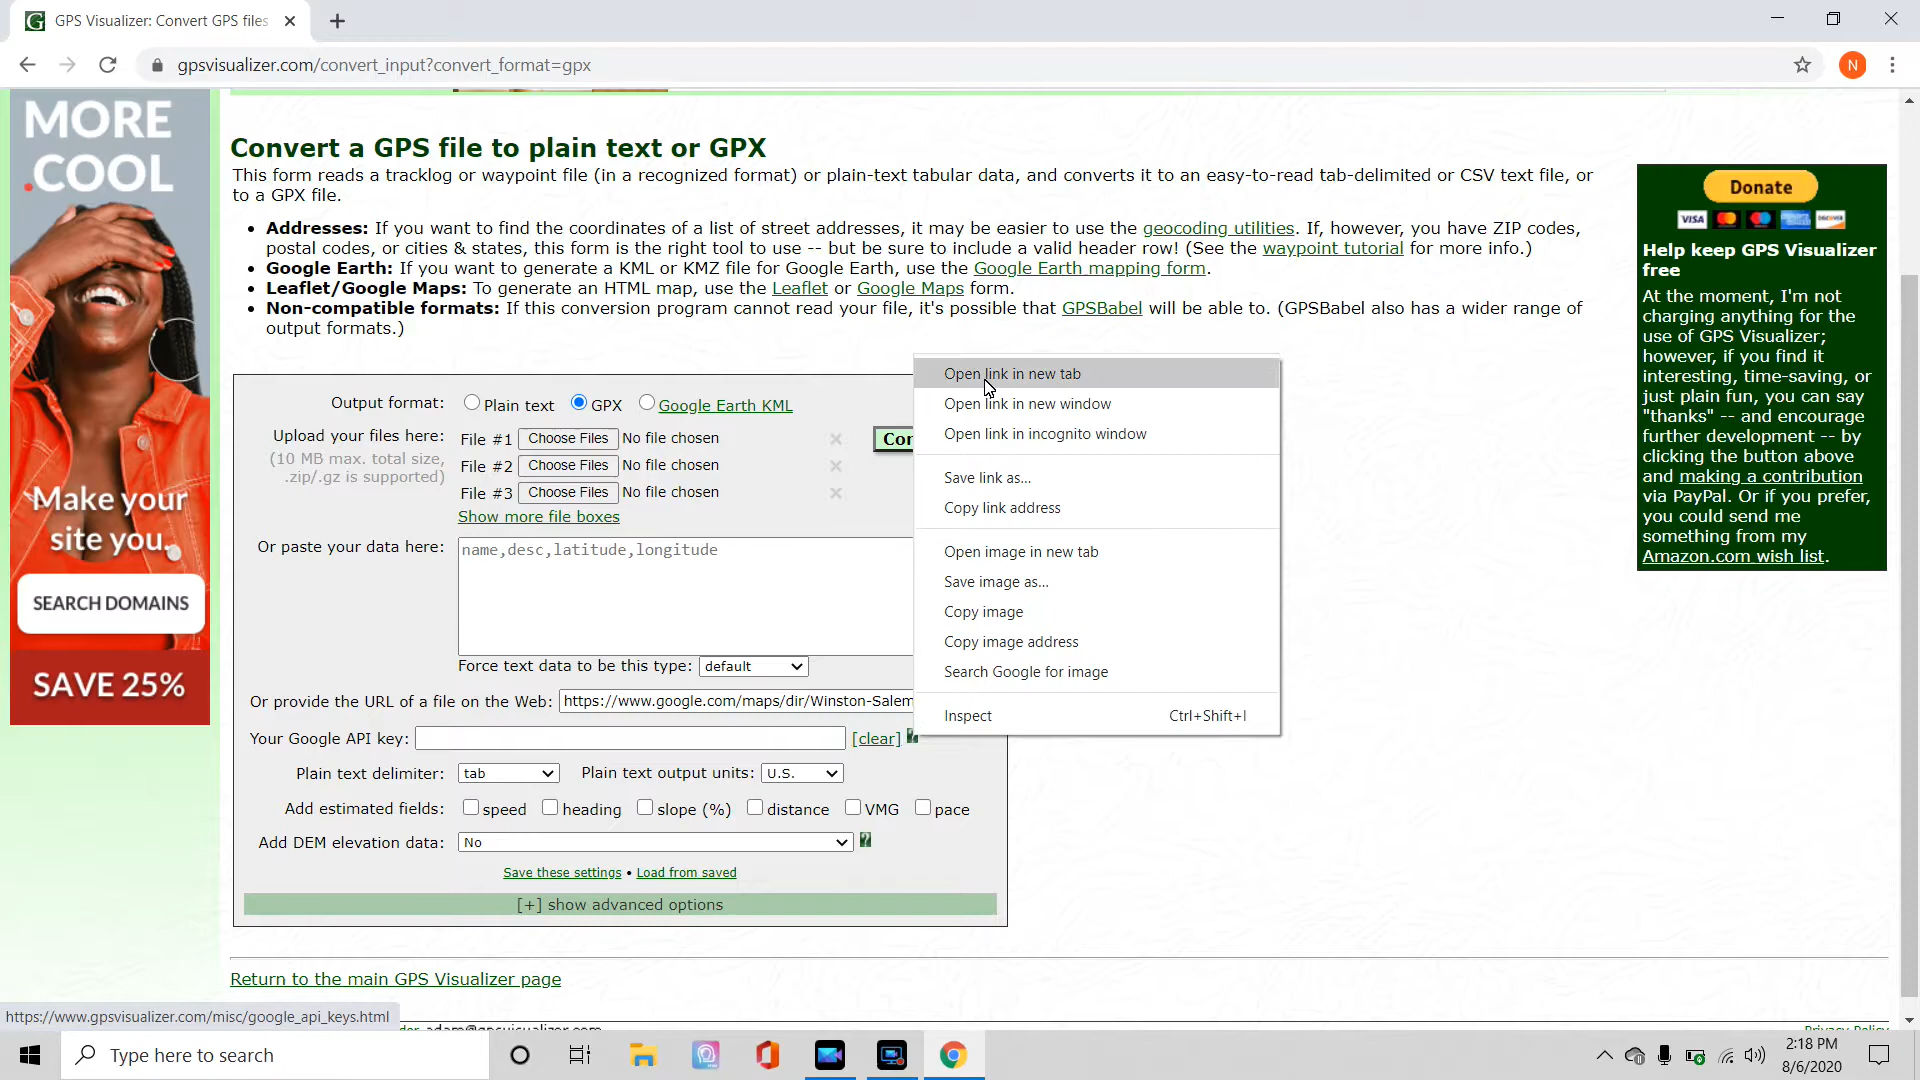 GPS Visualizer: Convert GPS files
gpsvisualizer.com/convert_input?convert_format=gpx
N
MORE
.COOL
Make your
site you.
SEARCH DOMAINS
SAVE 25%
Convert a GPS file to plain text or GPX
This form reads a tracklog or waypoint file (in a recognized format) or plain-text tabular data, and converts it to an easy-to-read tab-delimited or CSV text file, or
to a GPX file.
• Addresses: If you want to find the coordinates of a list of street addresses, it may be easier to use the geocoding utilities. If, however, you have ZIP codes,
postal codes, or cities & states, this form is the right tool to use -- but be sure to include a valid header row! (See the waypoint tutorial for more info.)
• Google Earth: If you want to generate a KML or KMZ file for Google Earth, use the Google Earth mapping form.
• Leaflet/Google Maps: To generate an HTML map, use the Leaflet or Google Maps form.
• Non-compatible formats: If this conversion program cannot read your file, it's possible that GPSBabel will be able to. (GPSBabel also has a wider range of
output formats.)
Output format: Plain text GPX Google Earth KML
Upload your files here:
(10 MB max. total size,
.zip/.gz is supported)
File #1 Choose Files No file chosen
File #2 Choose Files No file chosen
File #3 Choose Files No file chosen
Show more file boxes
Or paste your data here: name,desc,latitude,longitude
Force text data to be this type: default
Or provide the URL of a file on the Web: https://www.google.com/maps/dir/Winston-Salem
Your Google API key: [clear]
Plain text delimiter: tab Plain text output units: U.S.
Add estimated fields: speed heading slope (%) distance VMG pace
Add DEM elevation data: No
Save these settings • Load from saved
[+] show advanced options
Return to the main GPS Visualizer page
Open link in new tab
Open link in new window
Open link in incognito window
Save link as...
Copy link address
Open image in new tab
Save image as...
Copy image
Copy image address
Search Google for image
Inspect Ctrl+Shift+I
Donate
VISA DISCOVER
Help keep GPS Visualizer
free
At the moment, I'm not
charging anything for the
use of GPS Visualizer;
however, if you find it
interesting, time-saving, or
just plain fun, you can say
"thanks" -- and encourage
further development -- by
clicking the button above
and making a contribution
via PayPal. Or if you prefer,
you could send me
something from my
Amazon.com wish list.
https://www.gpsvisualizer.com/misc/google_api_keys.html
Type here to search
2:18 PM
8/6/2020